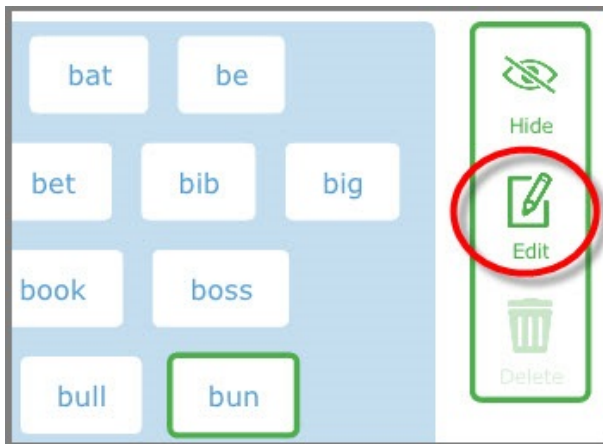 bat be
Hide
bet bib big
Edit
book boss
Delete
bull bun